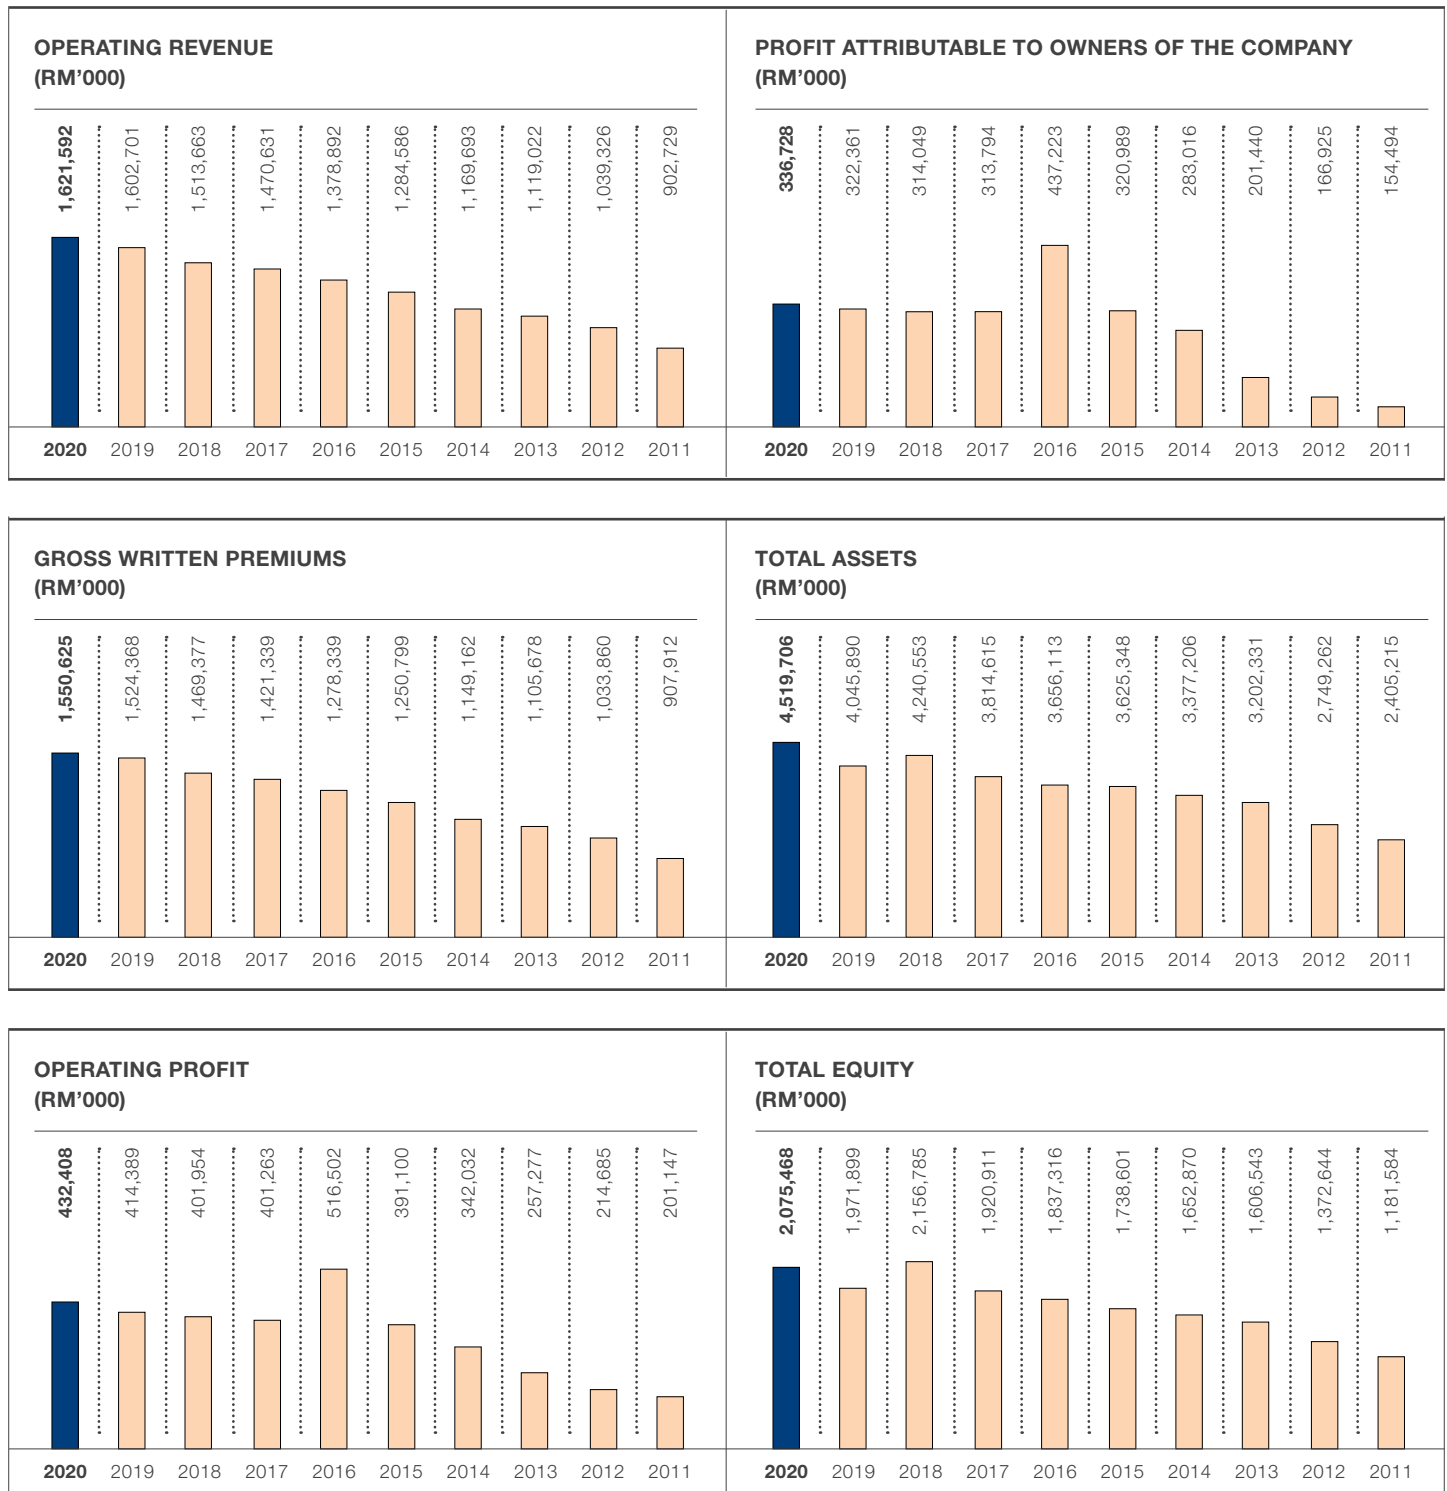 OPERATING REVENUE
(RM’000)
1,621,592 1,602,701 1,513,663 1,470,631 1,378,892 1,284,586 1,169,693 1,119,022 1,039,326 902,729
2020 2019 2018 2017 2016 2015 2014 2013 2012 2011
PROFIT ATTRIBUTABLE TO OWNERS OF THE COMPANY
(RM’000)
336,728 322,361 314,049 313,794 437,223 320,989 283,016 201,440 166,925 154,494
2020 2019 2018 2017 2016 2015 2014 2013 2012 2011
GROSS WRITTEN PREMIUMS
(RM’000)
1,550,625 1,524,368 1,469,377 1,421,339 1,278,339 1,250,799 1,149,162 1,105,678 1,033,860 907,912
2020 2019 2018 2017 2016 2015 2014 2013 2012 2011
TOTAL ASSETS
(RM’000)
4,519,706 4,045,890 4,240,553 3,814,615 3,656,113 3,625,348 3,377,206 3,202,331 2,749,262 2,405,215
2020 2019 2018 2017 2016 2015 2014 2013 2012 2011
OPERATING PROFIT
(RM’000)
432,408 414,389 401,954 401,263 516,502 391,100 342,032 257,277 214,685 201,147
2020 2019 2018 2017 2016 2015 2014 2013 2012 2011
TOTAL EQUITY
(RM’000)
2,075,468 1,971,899 2,156,785 1,920,911 1,837,316 1,738,601 1,652,870 1,606,543 1,372,644 1,181,584
2020 2019 2018 2017 2016 2015 2014 2013 2012 2011